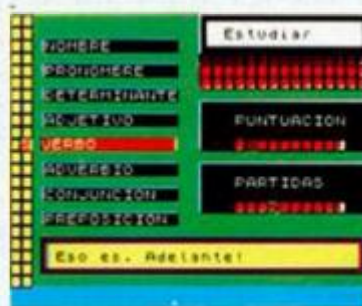 NOMBRE
PRONOMBRE
DETERMINANTE
ADJETIVO
VERBO
ADVERBIO
CONJUNCION
PREPOSICION
Estudiar
PUNTUACION
PARTIDAS
Eso es. Adelante!